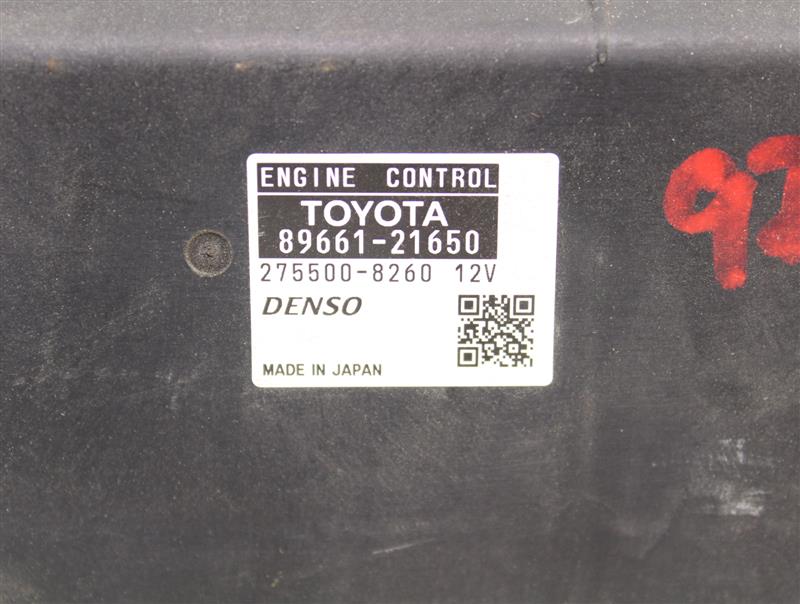 ENGINE CONTROL
TOYOTA
89661-21650
275500-8260 12V
DENSO
MADE IN JAPAN